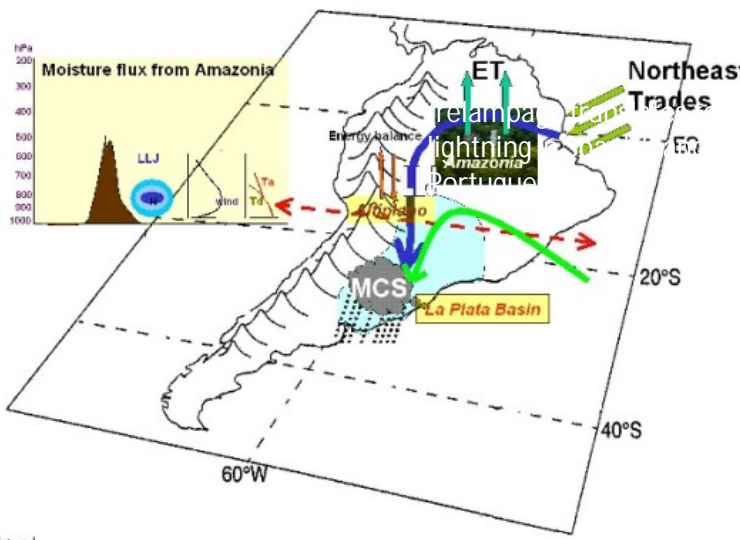 hPa
200
300
400
500
600
700
800
900
1000
Moisture flux from Amazonia
LLJ
wind
Ta
Td
ET
Northeast
Trades
Energy balance
relampago
lightning
Portugue
Amazonia
Altiplano
EQ
20°S
MCS
La Plata Basin
40°S
60°W